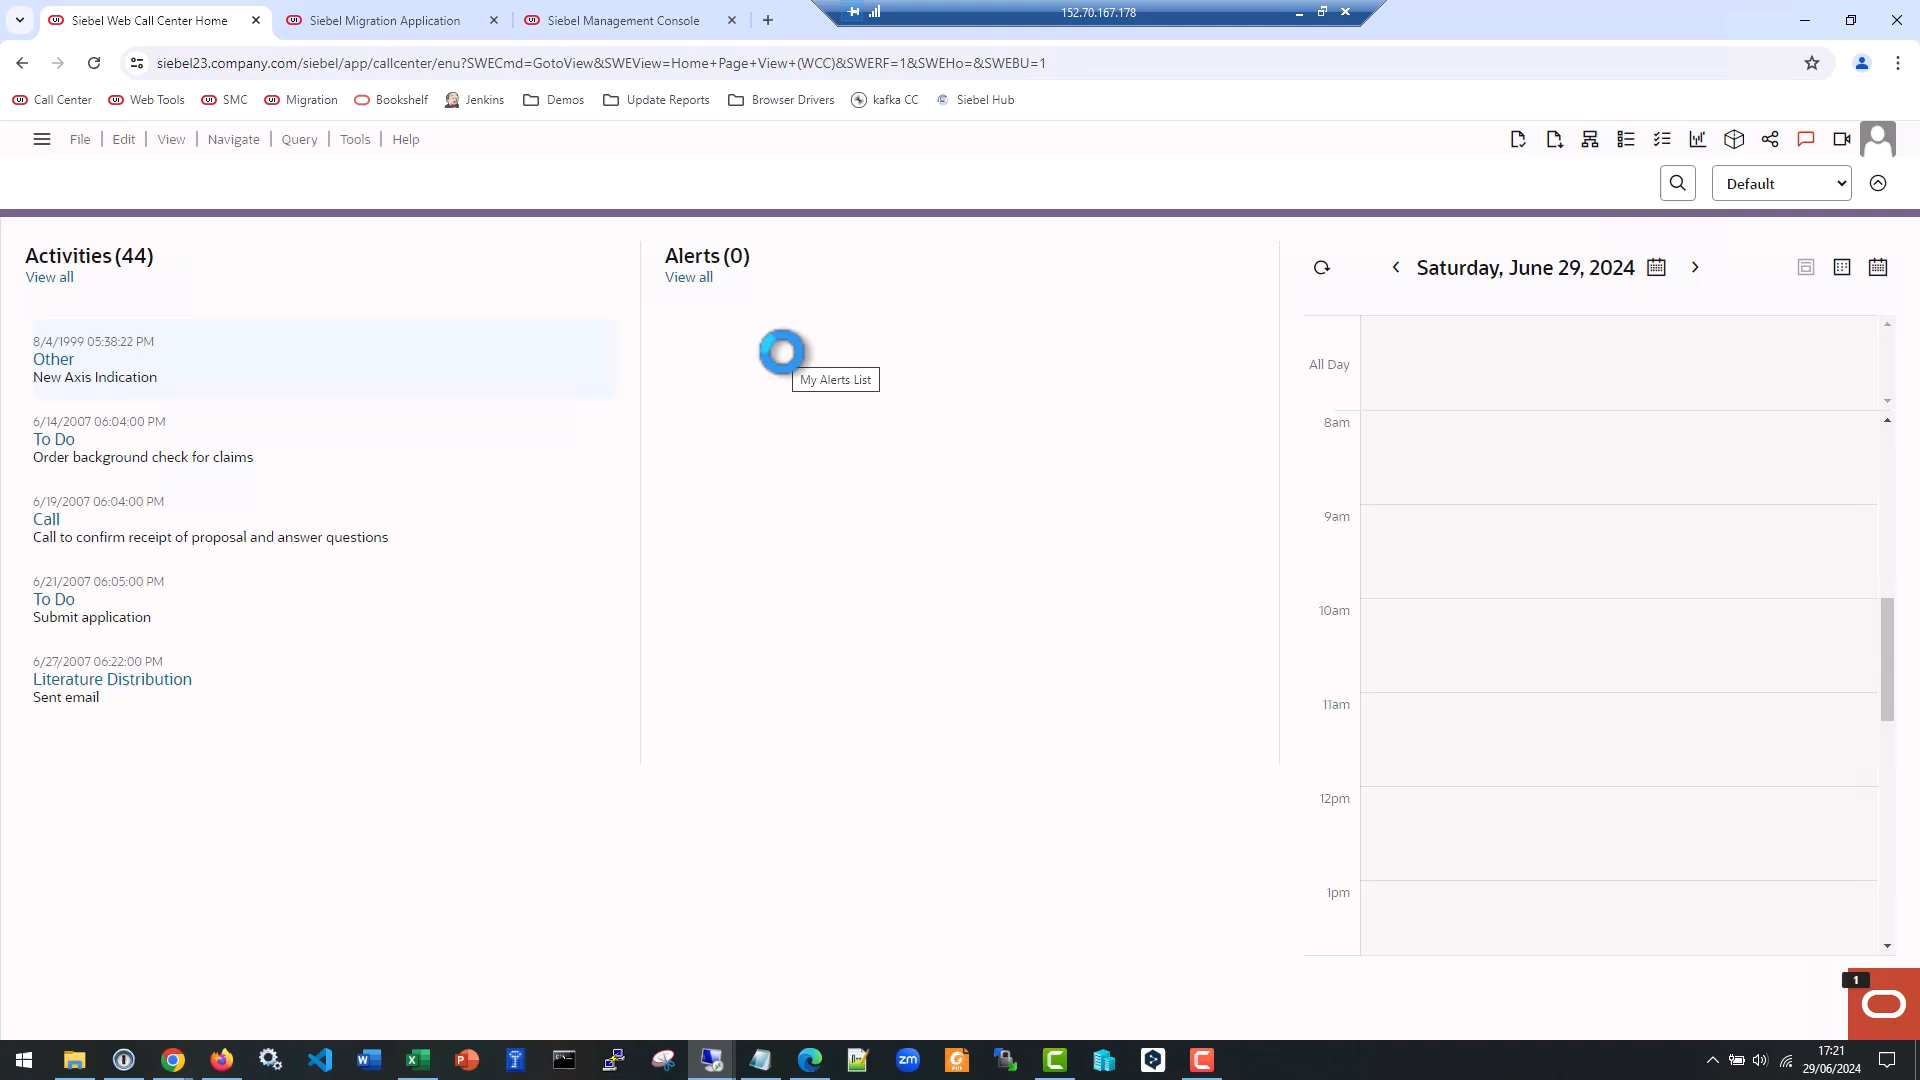 Siebel Web Call Center Home
Siebel Migration Application
Siebel Management Console
152.70.167.178
siebel23.company.com/siebel/app/callcenter/enu?SWECmd=GotoView&SWEView=Home+Page+View+(WCC)&SWERF=1&SWEHo=&SWEBU=1
Call Center
Web Tools
SMC
Migration
Bookshelf
Jenkins
Demos
Update Reports
Browser Drivers
kafka CC
Siebel Hub
File
Edit
View
Navigate
Query
Tools
Help
Default
Activities (44)
View all
8/4/1999 05:38:22 PM
Other
New Axis Indication
6/14/2007 06:04:00 PM
To Do
Order background check for claims
6/19/2007 06:04:00 PM
Call
Call to confirm receipt of proposal and answer questions
6/21/2007 06:05:00 PM
To Do
Submit application
6/27/2007 06:22:00 PM
Literature Distribution
Sent email
Alerts (0)
View all
My Alerts List
Saturday, June 29, 2024
All Day
8am
9am
10am
11am
12pm
1pm
1
17:21
29/06/2024